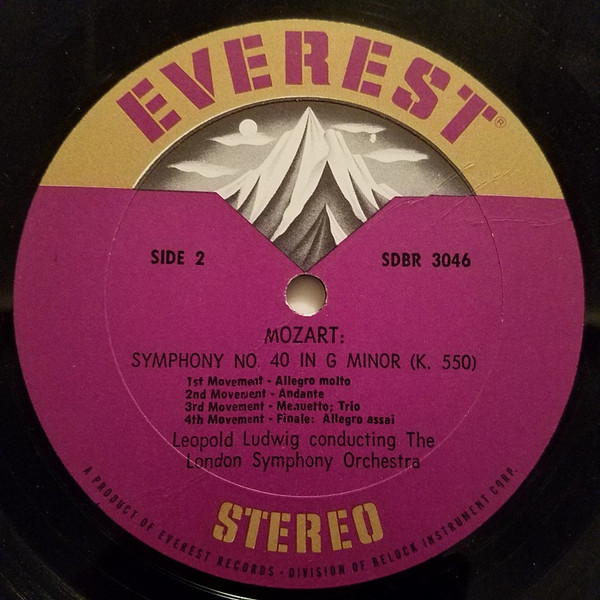 EVEREST®
SIDE 2
SDBR 3046
MOZART:
SYMPHONY NO. 40 IN G MINOR (K. 550)
1st Movement - Allegro molto
2nd Movement - Andante
3rd Movement - Menuetto; Trio
4th Movement - Finale: Allegro assai
Leopold Ludwig conducting The
London Symphony Orchestra
STEREO
A PRODUCT OF EVEREST RECORDS - DIVISION OF BELOCK INSTRUMENT CORP.